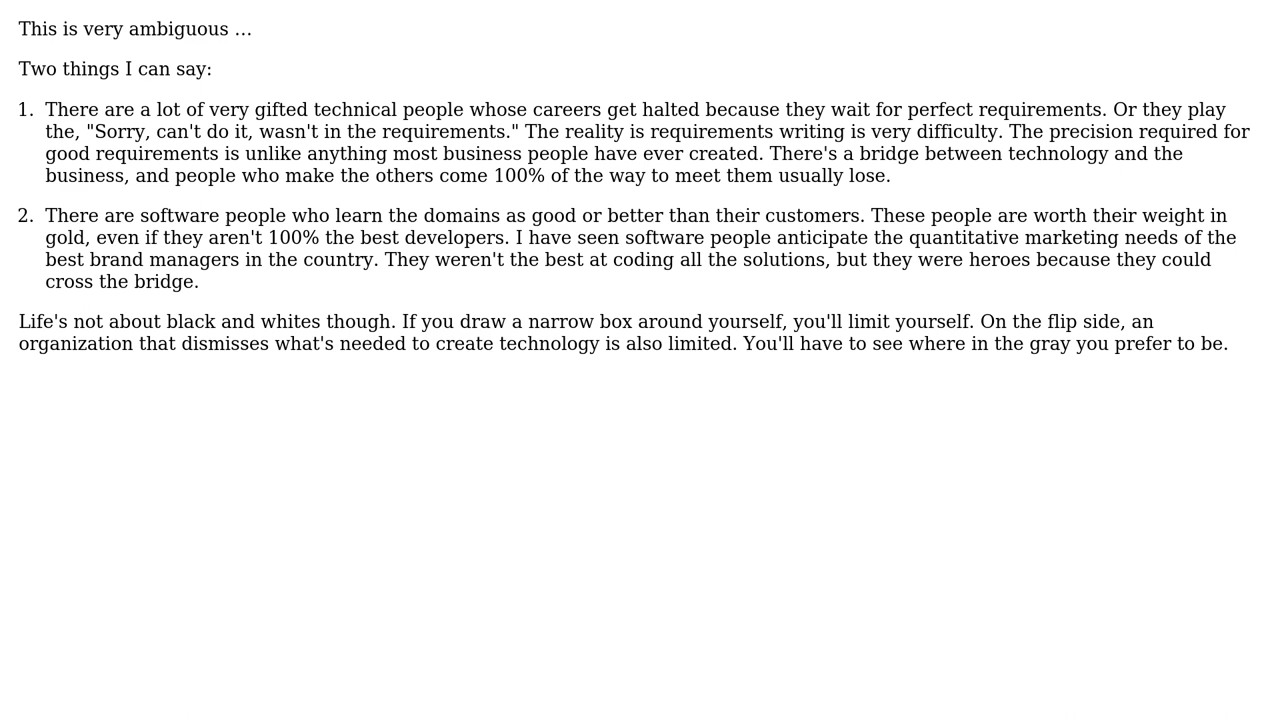 This is very ambiguous ...
Two things I can say:
1. There are a lot of very gifted technical people whose careers get halted because they wait for perfect requirements. Or they play
the, "Sorry, can't do it, wasn't in the requirements." The reality is requirements writing is very difficulty. The precision required for
good requirements is unlike anything most business people have ever created. There's a bridge between technology and the
business, and people who make the others come 100% of the way to meet them usually lose.
2. There are software people who learn the domains as good or better than their customers. These people are worth their weight in
gold, even if they aren't 100% the best developers. I have seen software people anticipate the quantitative marketing needs of the
best brand managers in the country. They weren't the best at coding all the solutions, but they were heroes because they could
cross the bridge.
Life's not about black and whites though. If you draw a narrow box around yourself, you'll limit yourself. On the flip side, an
organization that dismisses what's needed to create technology is also limited. You'll have to see where in the gray you prefer to be.